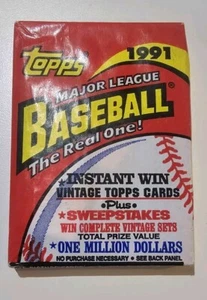 Topps
1991
MAJOR LEAGUE
BASEBALL®
The Real One!
★INSTANT WIN
VINTAGE TOPPS CARDS
•Plus•
★SWEEPSTAKES
WIN COMPLETE VINTAGE SETS
TOTAL PRIZE VALUE
★ONE MILLION DOLLARS
NO PURCHASE NECESSARY • SEE BACK PANEL